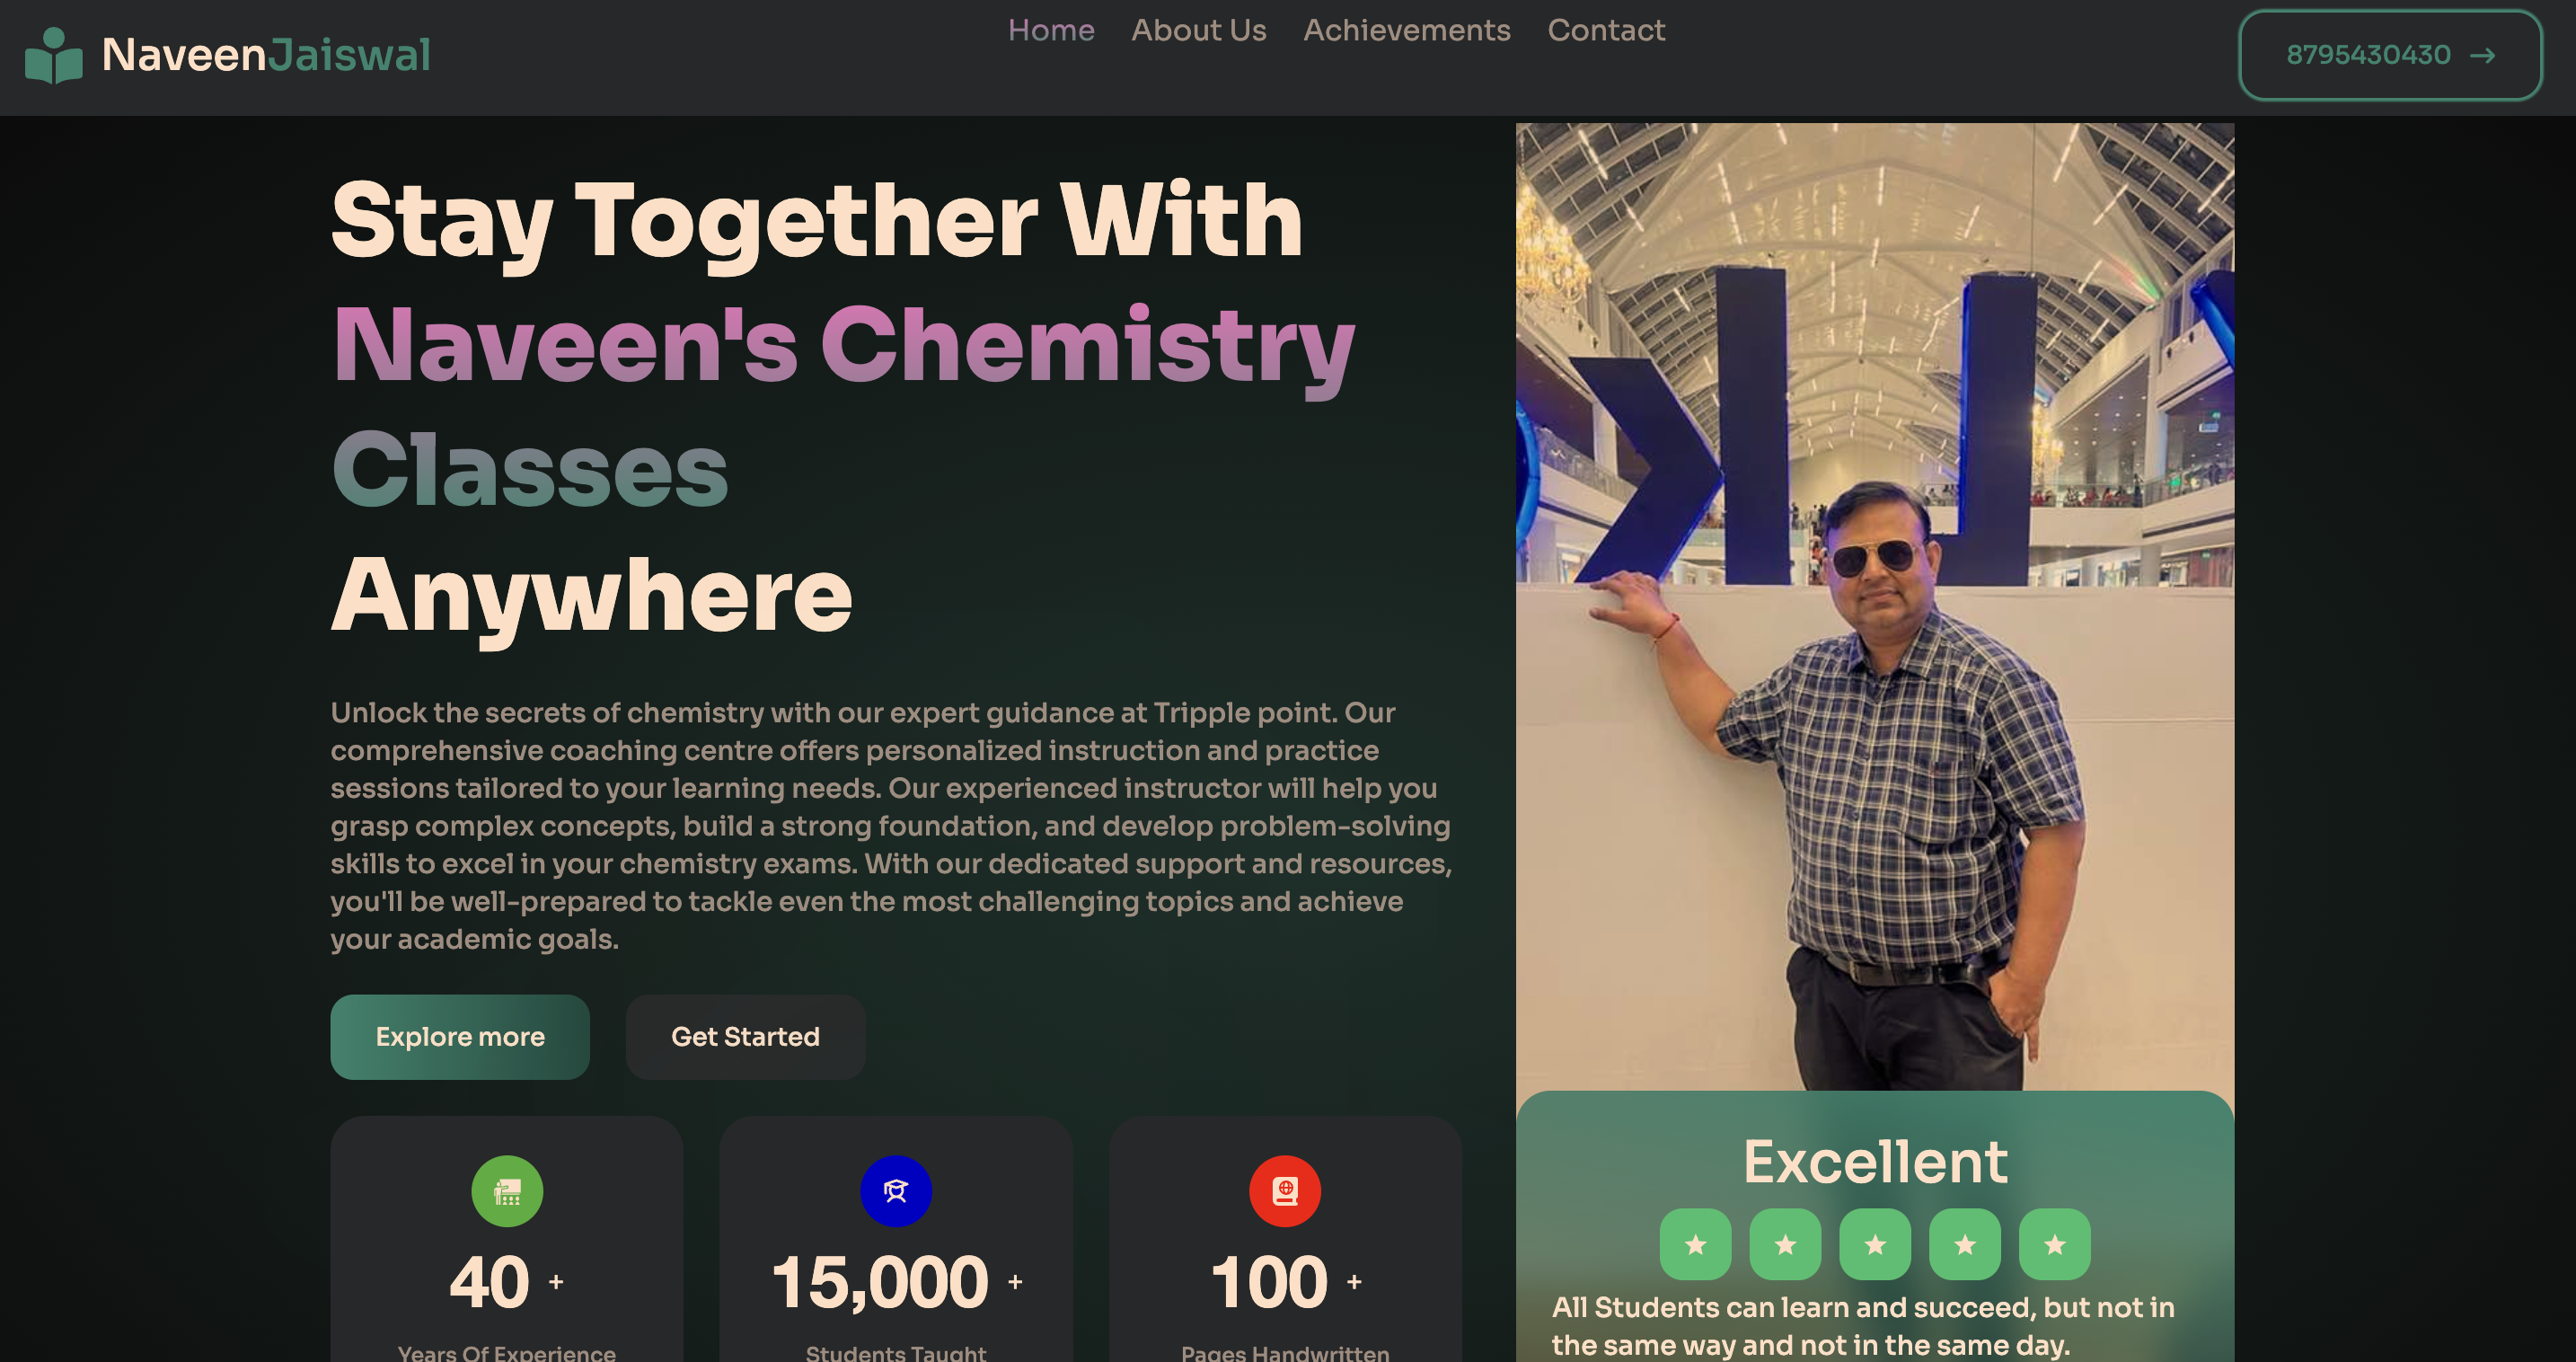 NaveenJaiswal
Home About Us Achievements Contact
8795430430 →
Stay Together With
Naveen's Chemistry
Classes
Anywhere
Unlock the secrets of chemistry with our expert guidance at Tripple point. Our
comprehensive coaching centre offers personalized instruction and practice
sessions tailored to your learning needs. Our experienced instructor will help you
grasp complex concepts, build a strong foundation, and develop problem-solving
skills to excel in your chemistry exams. With our dedicated support and resources,
you'll be well-prepared to tackle even the most challenging topics and achieve
your academic goals.
Explore more
Get Started
40 +
Years Of Experience
15,000 +
Students Taught
100 +
Pages Handwritten
Excellent
All Students can learn and succeed, but not in
the same way and not in the same day.